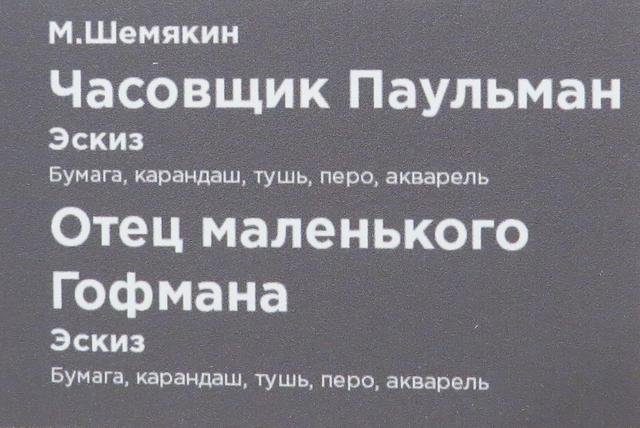 М.Шемякин
Часовщик Паульман
Эскиз
Бумага, карандаш, тушь, перо, акварель
Отец маленького
Гофмана
Эскиз
Бумага, карандаш, тушь, перо, акварель